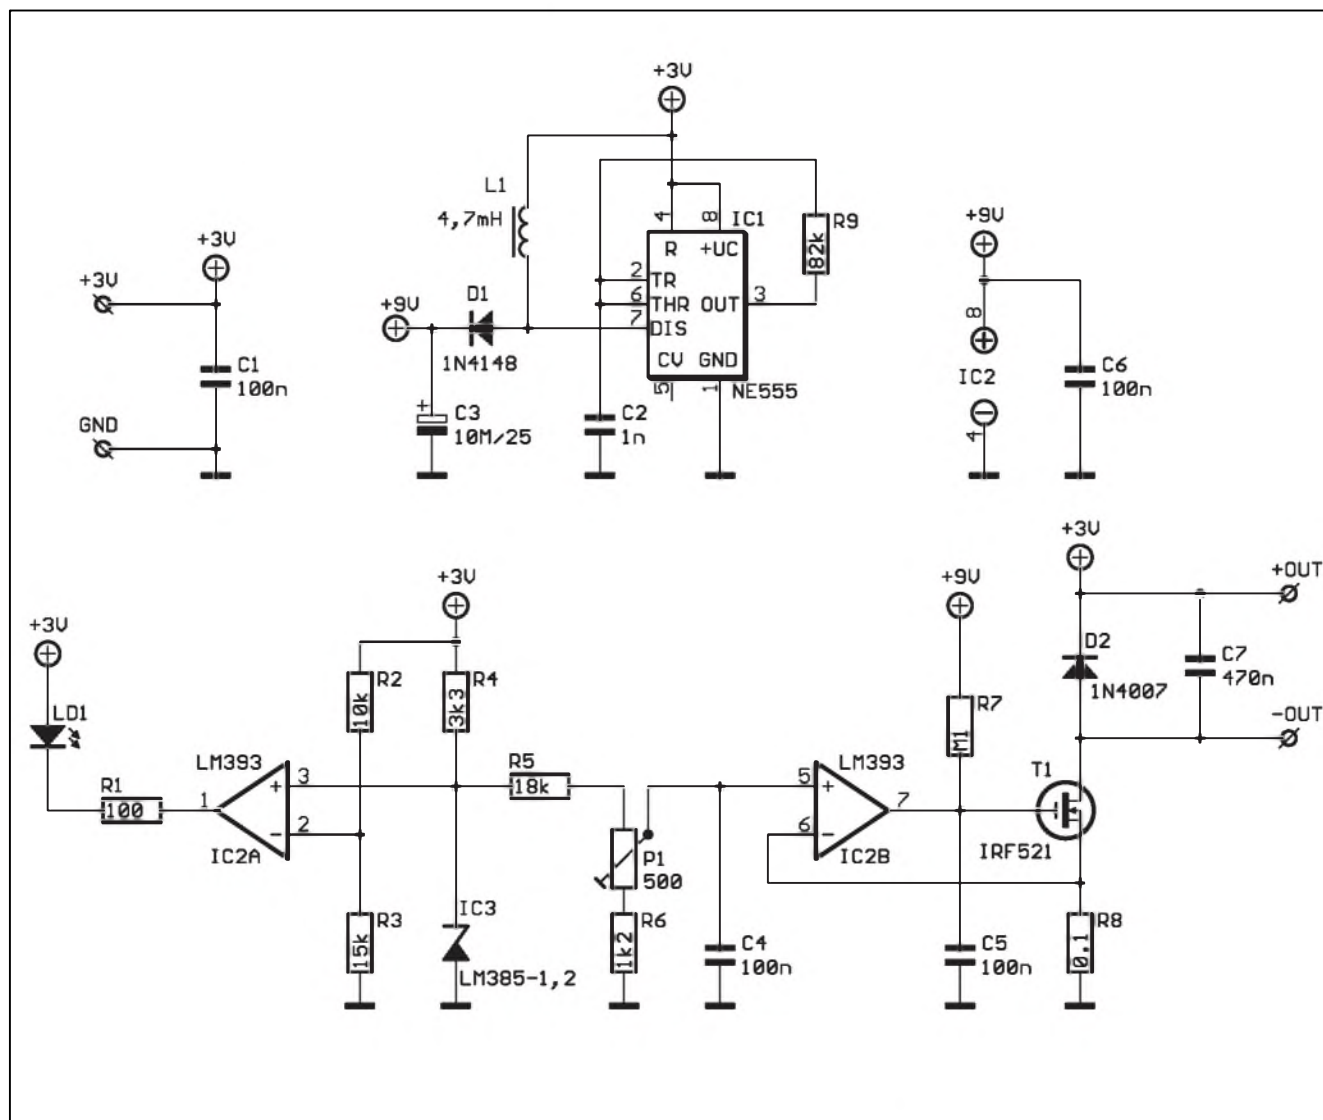 +3V
L1
4,7mH
4
8
IC1
R9
82k
R
+UC
2
TR
6
THR
OUT
3
7
DIS
CV
GND
5
1
NE555
+3V
+3V
C1
100n
GND
+9V
D1
1N4148
+
C3
10M/25
C2
1n
+9V
8
IC2
4
C6
100n
+3V
LD1
R1
100
1
LM393
IC2A
+
-
3
2
+3V
R2
10k
R4
3k3
R3
15k
IC3
LM385-1,2
R5
18k
P1
500
R6
1k2
C4
100n
5
6
+
-
LM393
IC2B
7
+9V
R7
M1
C5
100n
+3V
D2
1N4007
C7
470n
+OUT
-OUT
T1
IRF521
R8
0.1